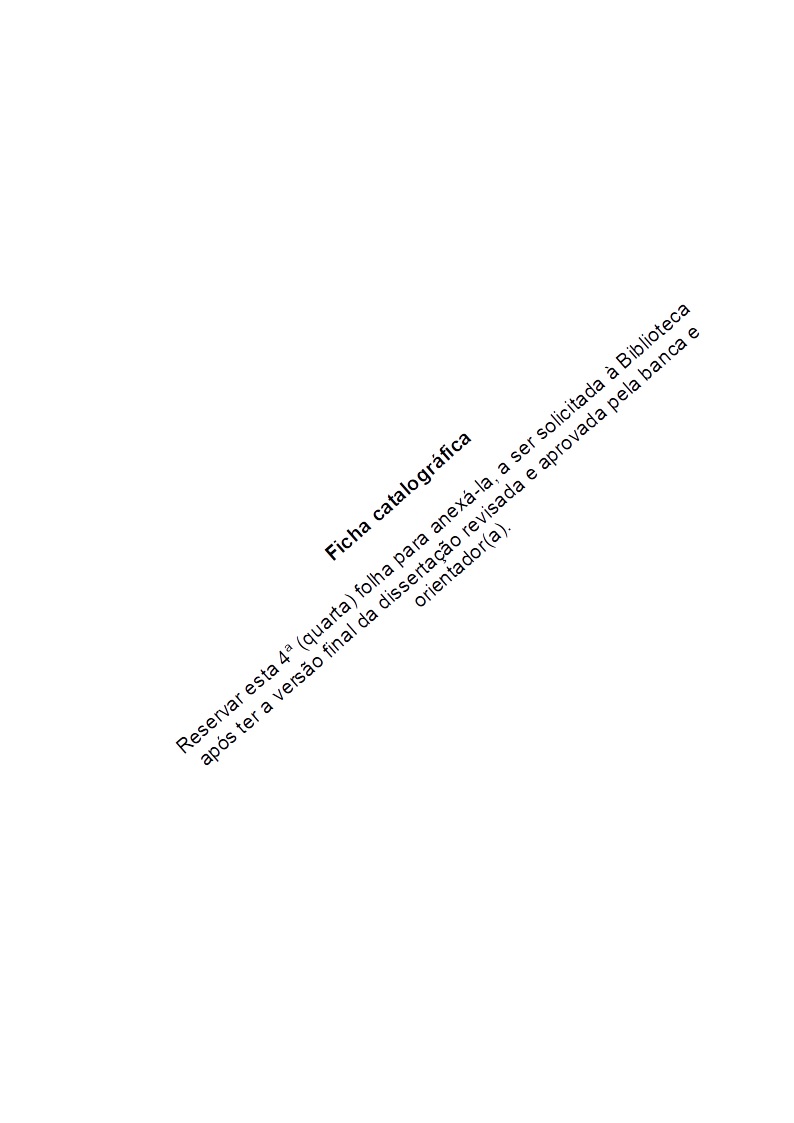 Ficha catalográfica
Reservar esta 4ª (quarta) folha para anexá-la, a ser solicitada à Biblioteca
após ter a versão final da dissertação revisada e aprovada pela banca e
orientador(a).